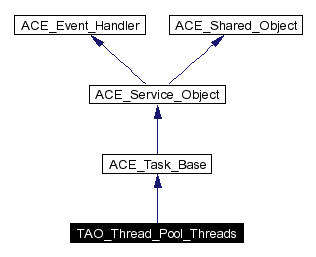 ACE_Event_Handler
ACE_Shared_Object
ACE_Service_Object
ACE_Task_Base
TAO_Thread_Pool_Threads